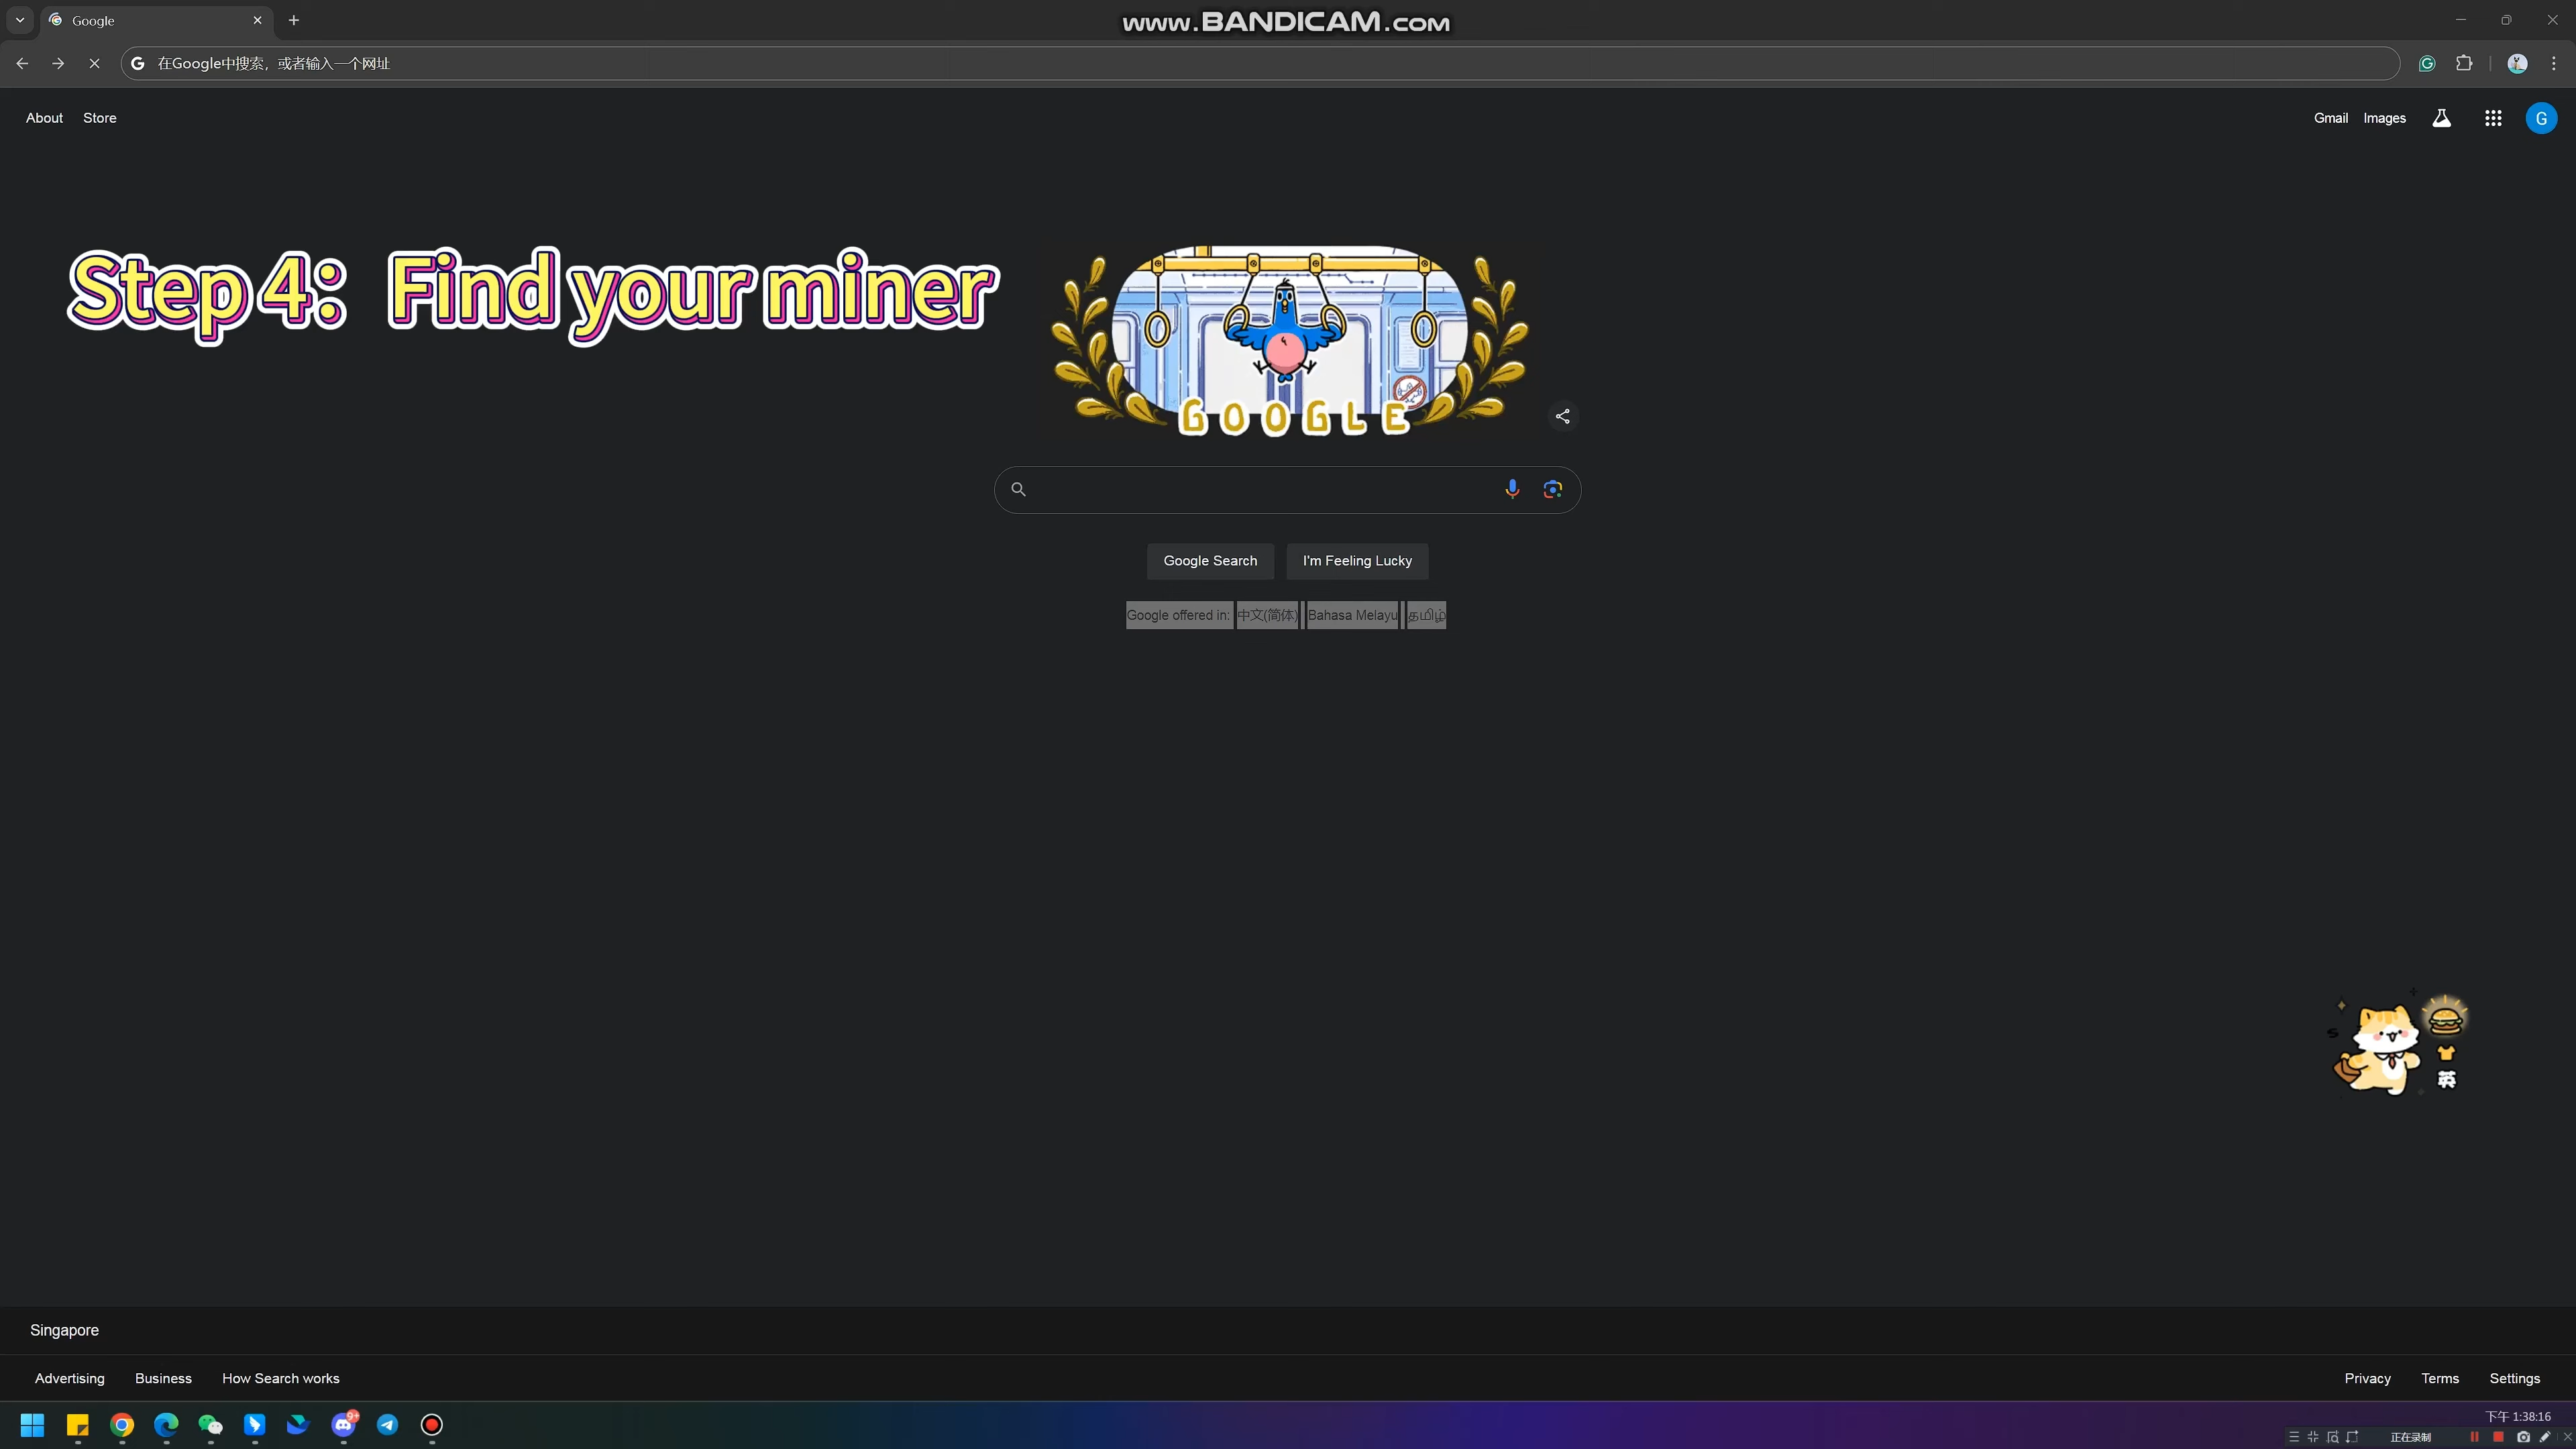 Google
www.BANDICAM.com
在Google中搜索，或者输入一个网址
About Store
Gmail Images
G
Step 4: Find your miner
GOOGLE
Google Search I'm Feeling Lucky
Google offered in: 中文(简体) Bahasa Melayu தமிழ்
英
Singapore
Advertising Business How Search works
Privacy Terms Settings
9+
下午 1:38:16
正在录制